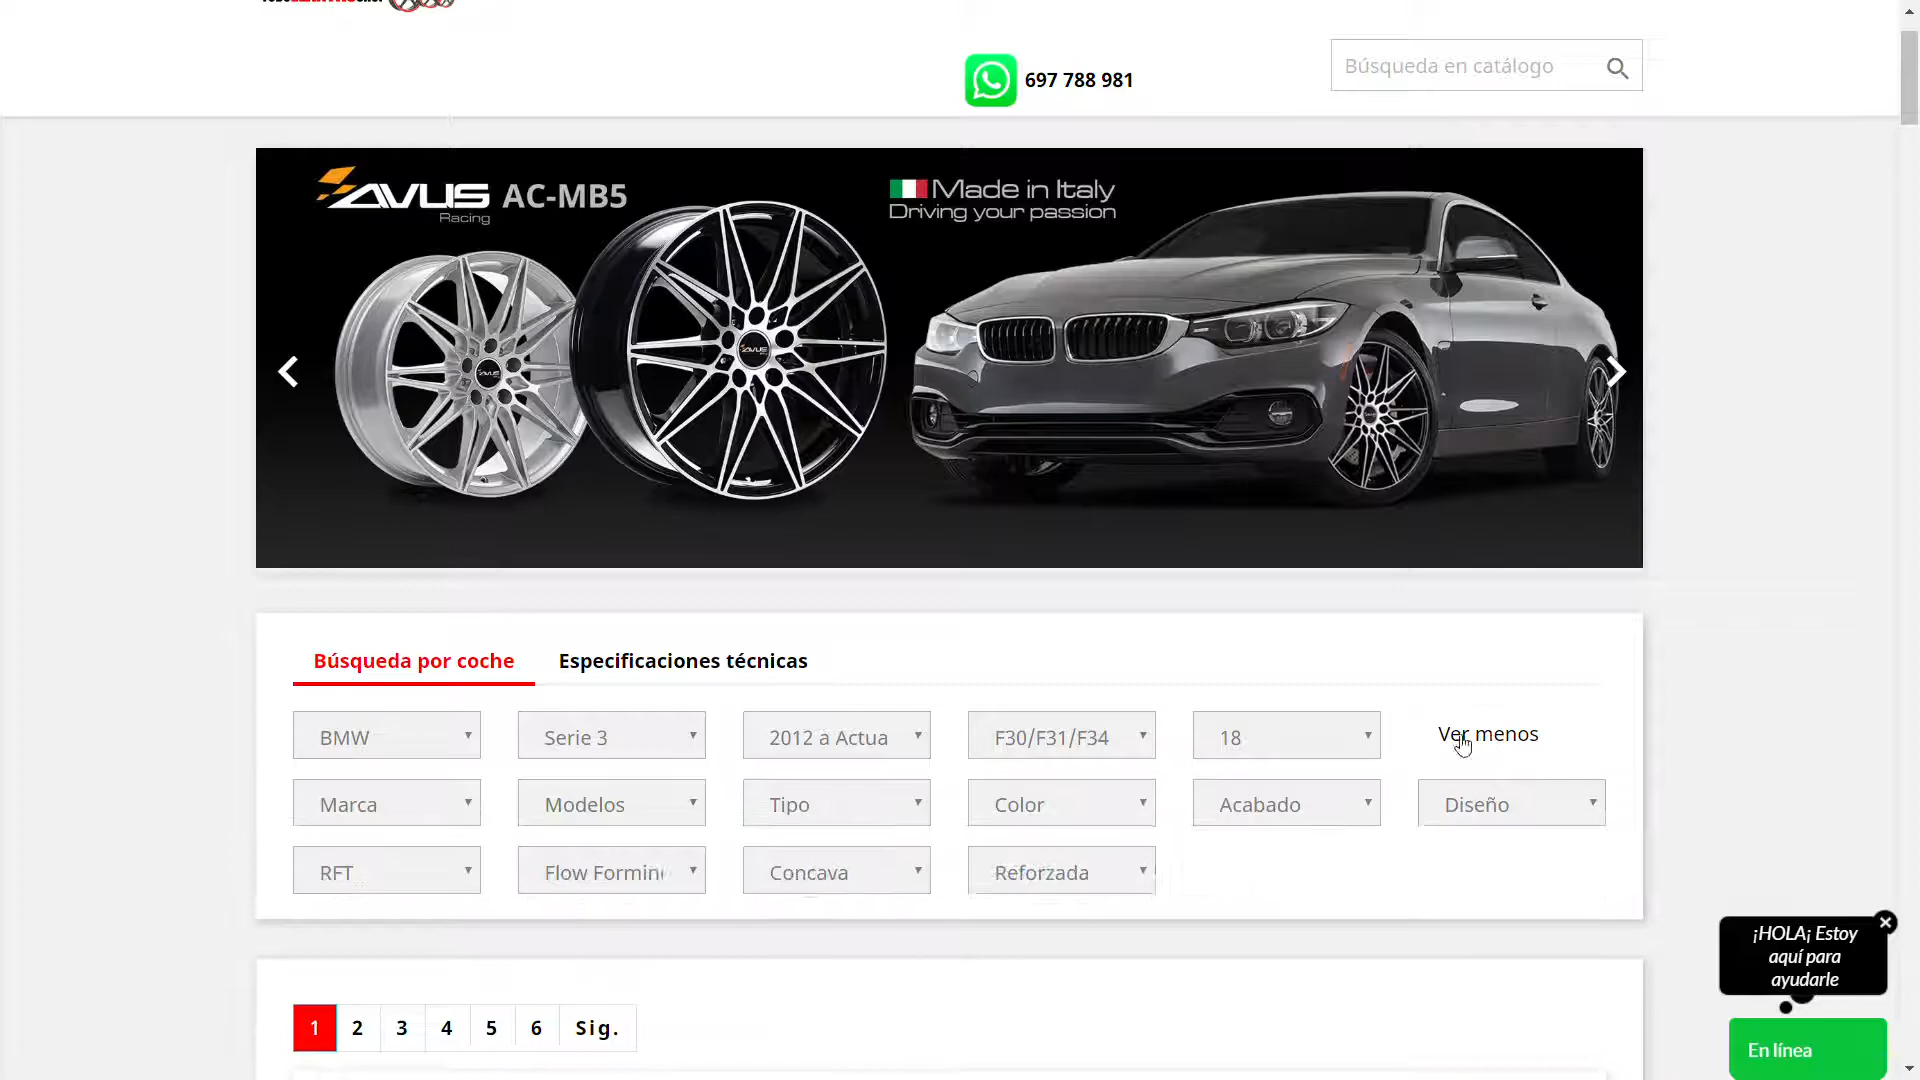 697 788 981
Búsqueda en catálogo
AVUS AC-MB5
Racing
Made in Italy
Driving your passion
Búsqueda por coche
Especificaciones técnicas
BMW
Serie 3
2012 a Actua
F30/F31/F34
18
Ver menos
Marca
Modelos
Tipo
Color
Acabado
Diseño
RFT
Flow Formin
Concava
Reforzada
¡HOLA¡ Estoy
aquí para
ayudarle
1 2 3 4 5 6 Sig.
En línea